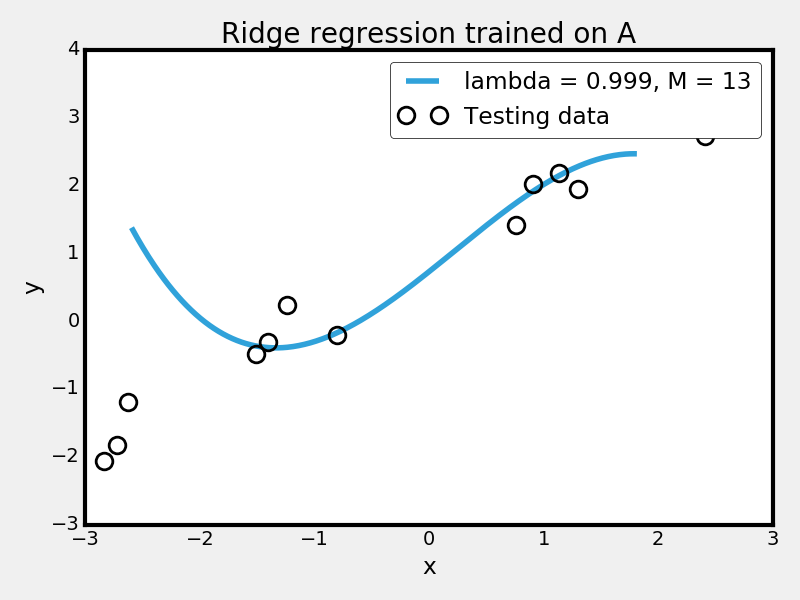 Ridge regression trained on A
lambda = 0.999, M = 13
Testing data
y
4
3
2
1
0
−1
−2
−3
−3 −2 −1 0 1 2 3
x